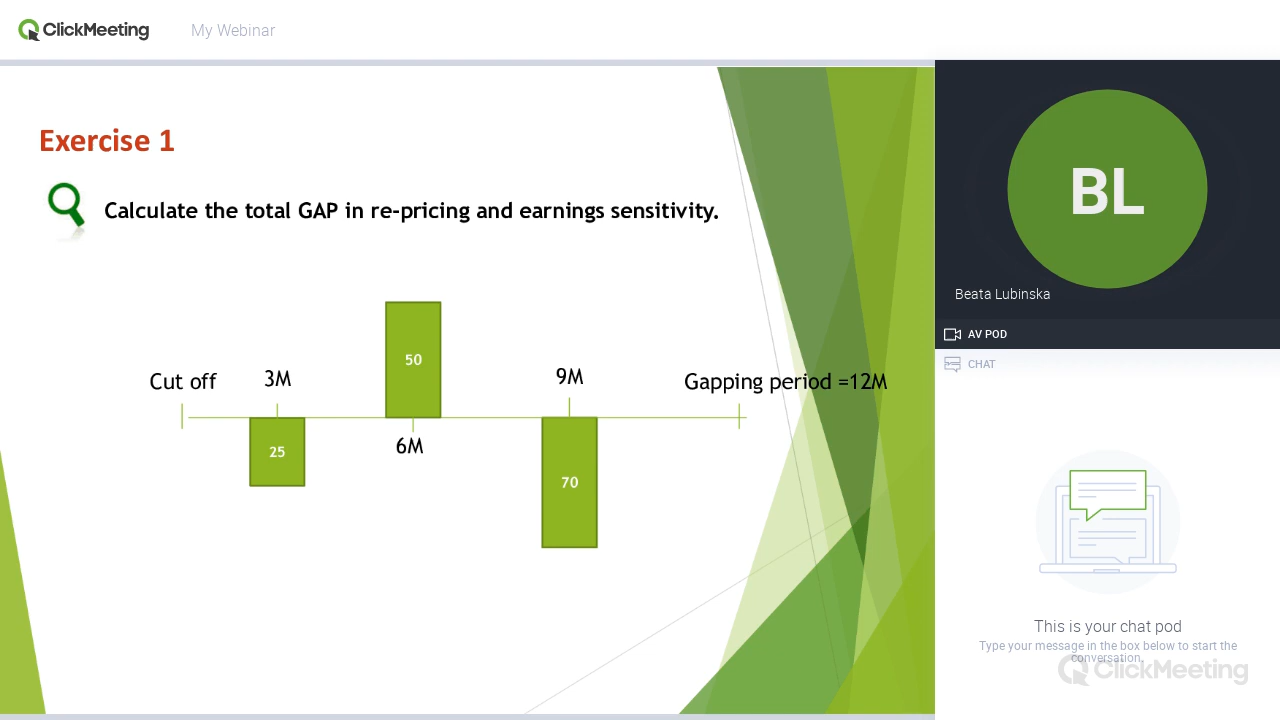 ClickMeeting
My Webinar
Exercise 1
Calculate the total GAP in re-pricing and earnings sensitivity.
50
Cut off
3M
9M
Gapping period =12M
25
6M
70
BL
Beata Lubinska
AV POD
CHAT
This is your chat pod
Type your message in the box below to start the
conversation.
ClickMeeting